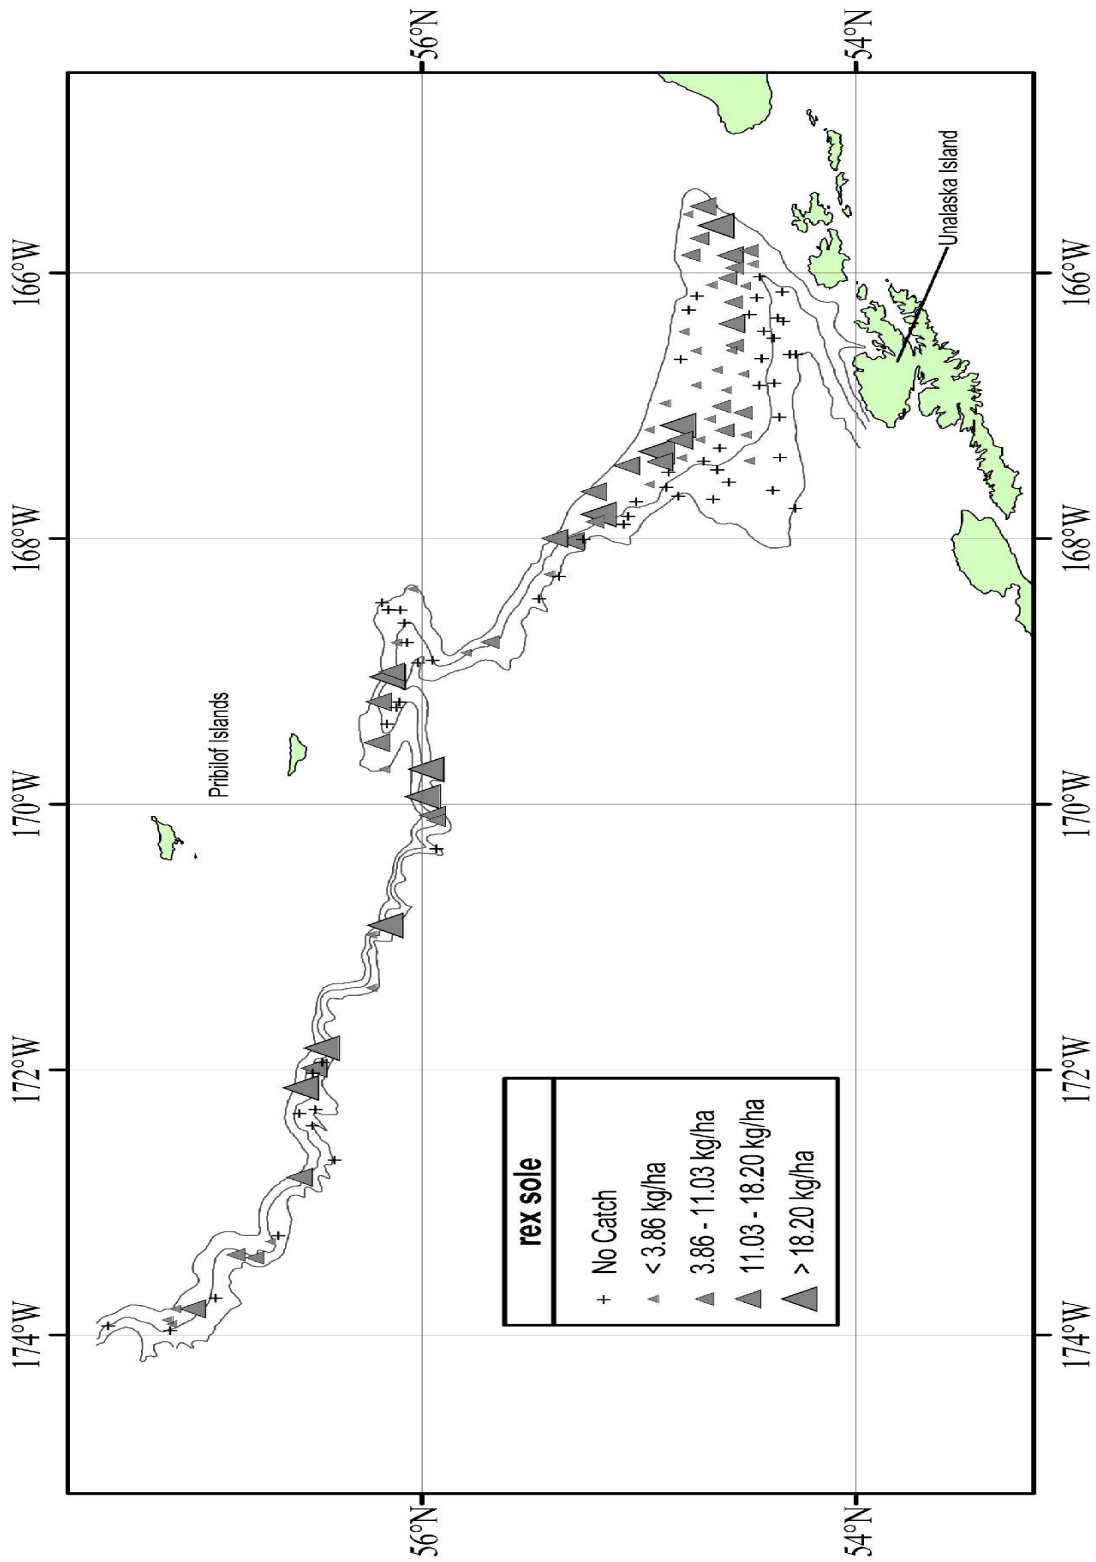 174°W
172°W
170°W
168°W
166°W
56°N
54°N
Pribilof Islands
Unalaska Island
rex sole
No Catch
< 3.86 kg/ha
3.86 - 11.03 kg/ha
11.03 - 18.20 kg/ha
> 18.20 kg/ha
56°N
54°N
174°W
172°W
170°W
168°W
166°W